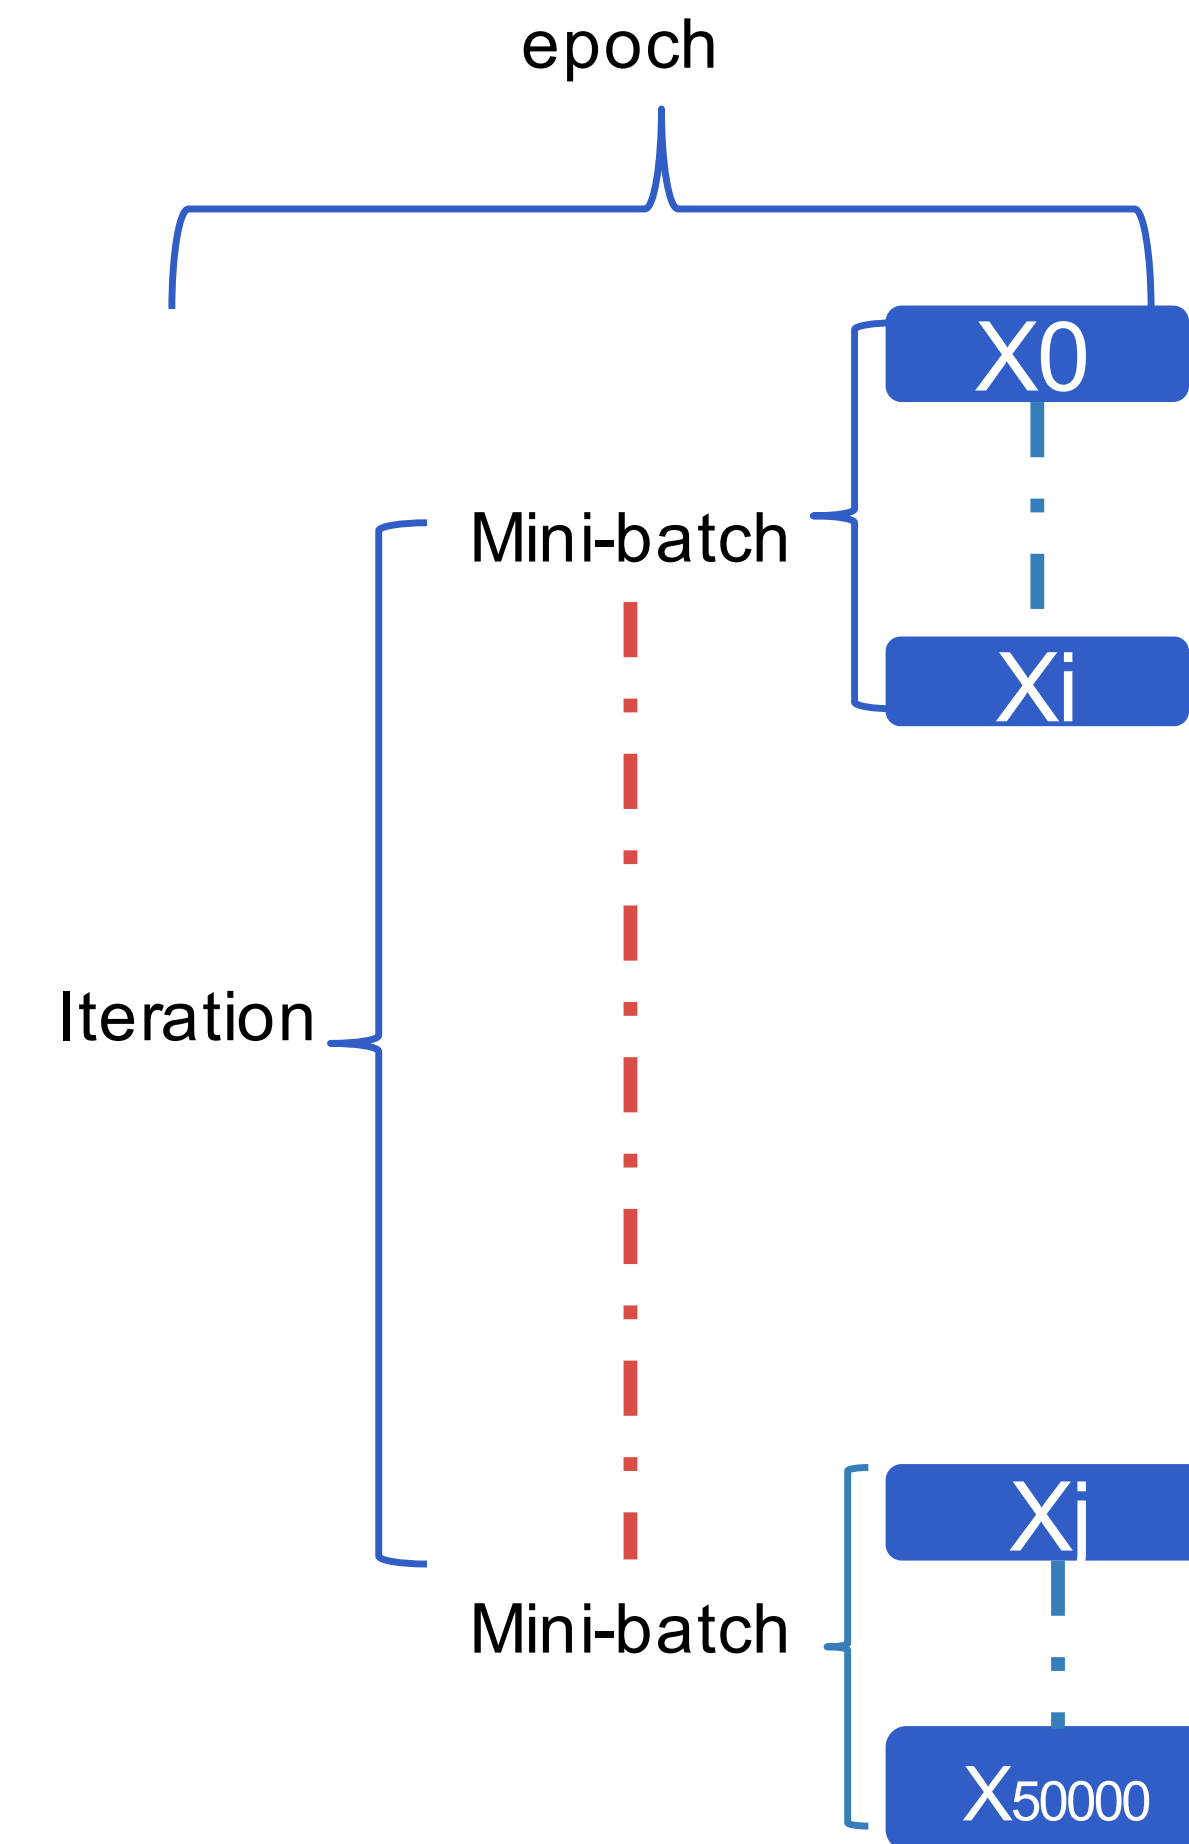 epoch
X0
Mini-batch
Xi
Iteration
Xj
Mini-batch
X50000